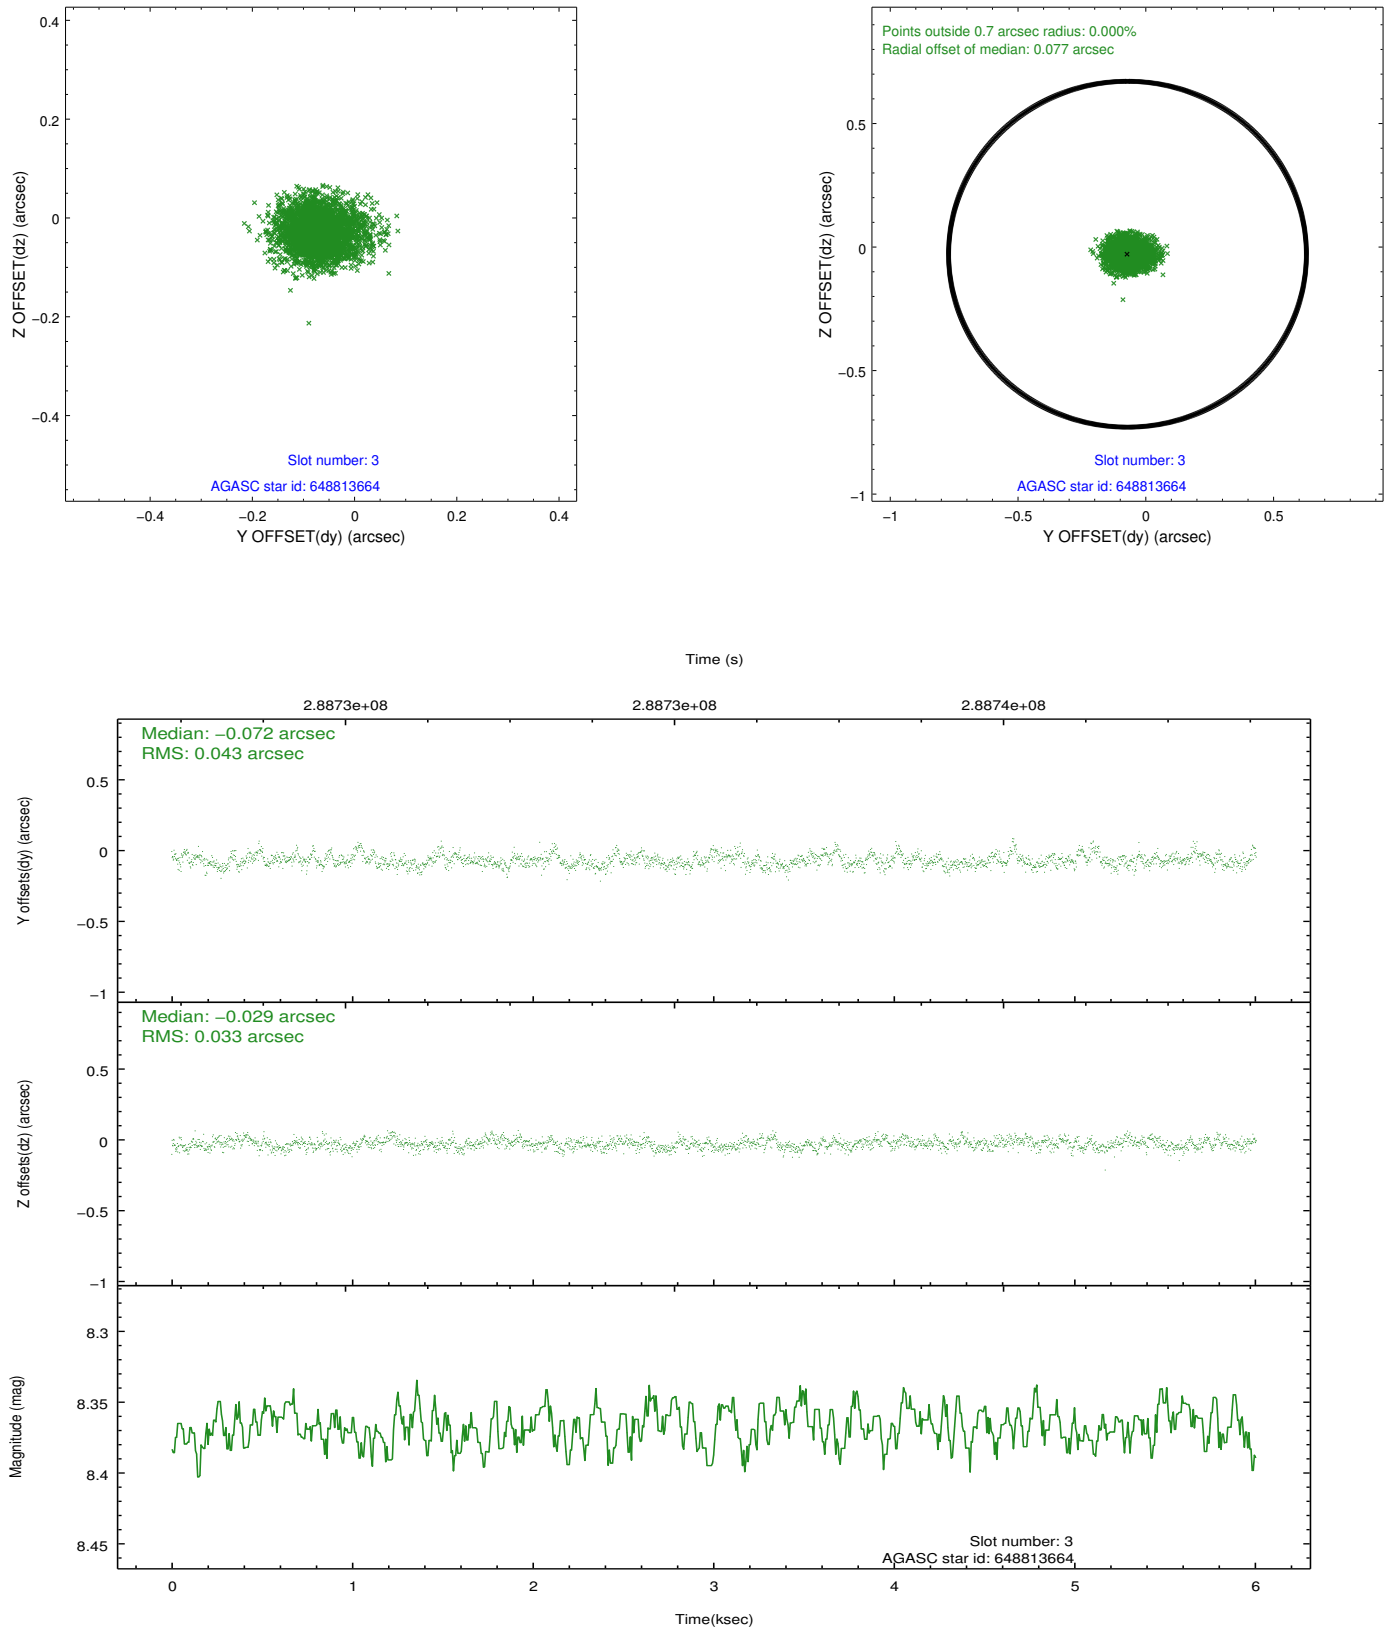 0.4
0.2
0
−0.2
−0.4
Z OFFSET(dz) (arcsec)
Slot number: 3
AGASC star id: 648813664
−0.4
−0.2
0
0.2
0.4
Y OFFSET(dy) (arcsec)
Points outside 0.7 arcsec radius: 0.000%
Radial offset of median: 0.077 arcsec
0.5
0
−0.5
−1
Z OFFSET(dz) (arcsec)
Slot number: 3
AGASC star id: 648813664
−1
−0.5
0
0.5
Y OFFSET(dy) (arcsec)
Time (s)
2.8873e+08
2.8873e+08
2.8874e+08
Median: −0.072 arcsec
RMS: 0.043 arcsec
0.5
0
−0.5
−1
Y offsets(dy) (arcsec)
Median: −0.029 arcsec
RMS: 0.033 arcsec
0.5
0
−0.5
−1
Z offsets(dz) (arcsec)
8.3
8.35
8.4
8.45
Magnitude (mag)
Slot number: 3
AGASC star id: 648813664
0
1
2
3
4
5
6
Time(ksec)